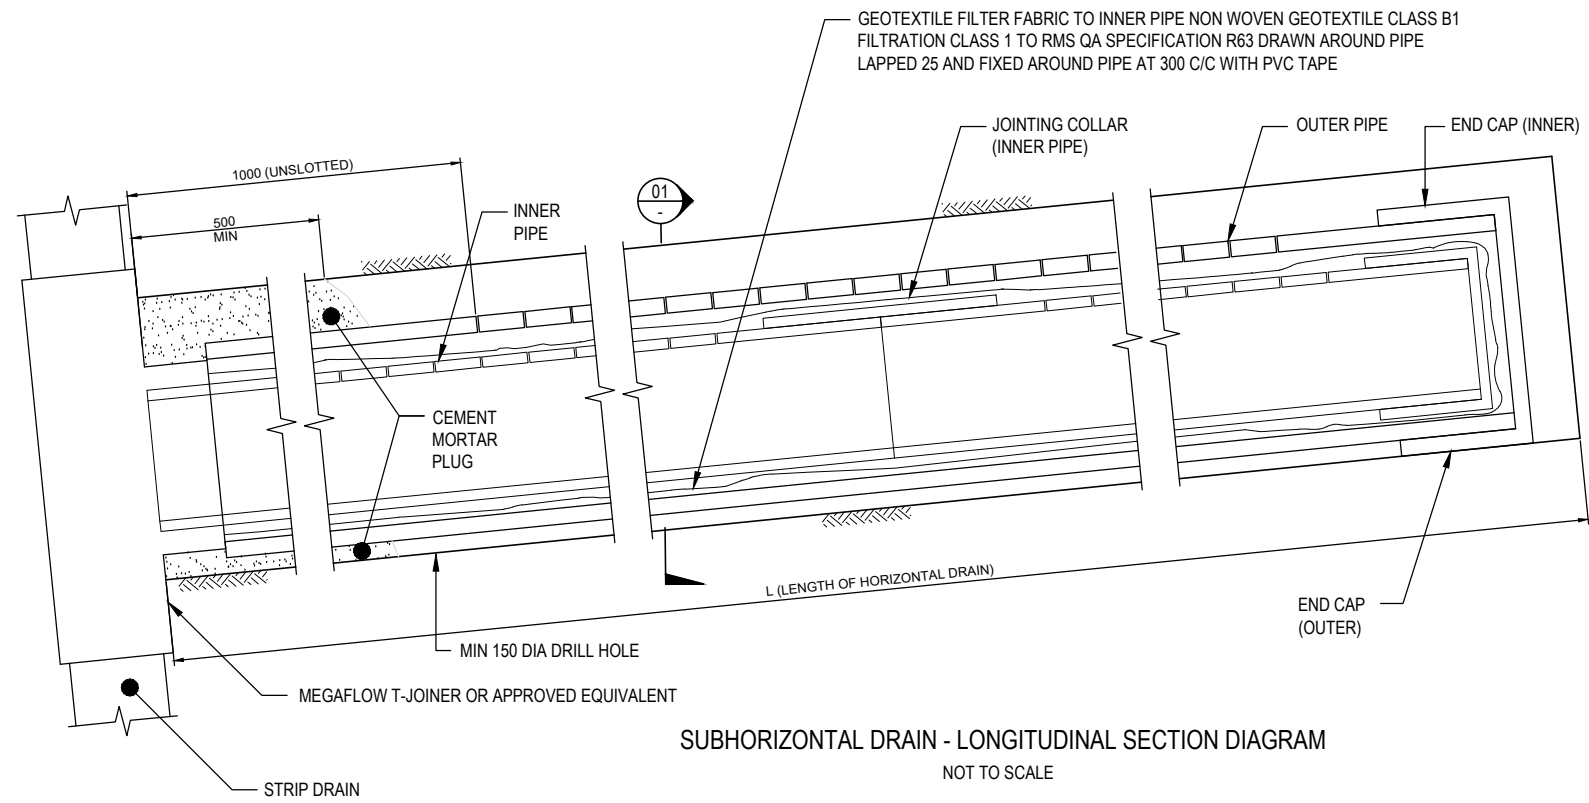 GEOTEXTILE FILTER FABRIC TO INNER PIPE NON WOVEN GEOTEXTILE CLASS B1
FILTRATION CLASS 1 TO RMS QA SPECIFICATION R63 DRAWN AROUND PIPE
LAPPED 25 AND FIXED AROUND PIPE AT 300 C/C WITH PVC TAPE
JOINTING COLLAR
(INNER PIPE)
OUTER PIPE
END CAP (INNER)
1000 (UNSLOTTED)
500
MIN
INNER
PIPE
01
-
CEMENT
MORTAR
PLUG
L (LENGTH OF HORIZONTAL DRAIN)
END CAP
(OUTER)
MIN 150 DIA DRILL HOLE
MEGAFLOW T-JOINER OR APPROVED EQUIVALENT
STRIP DRAIN
SUBHORIZONTAL DRAIN - LONGITUDINAL SECTION DIAGRAM
NOT TO SCALE